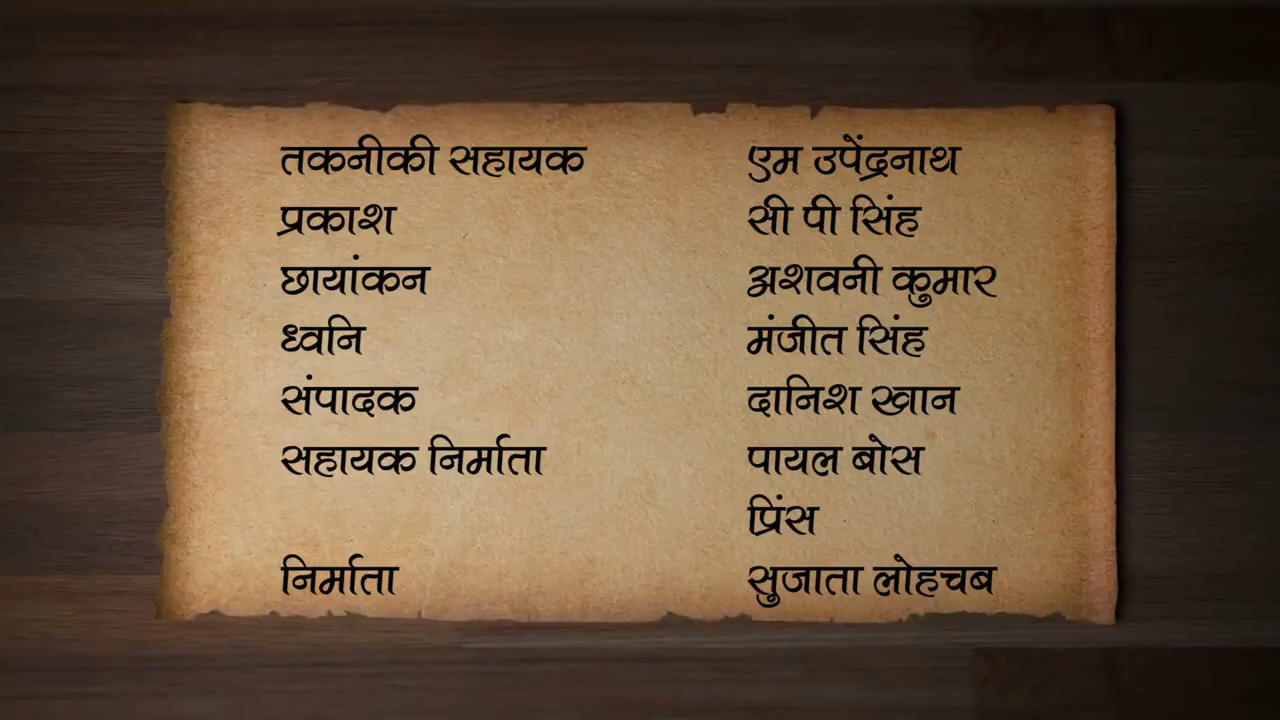 तकनीकी सहायक एम उपेंद्रनाथ
प्रकाश सी पी सिंह
छायांकन अशवनी कुमार
ध्वनि मंजीत सिंह
संपादक दानिश खान
सहायक निर्माता पायल बोस
प्रिंस
निर्माता सुजाता लोहचब